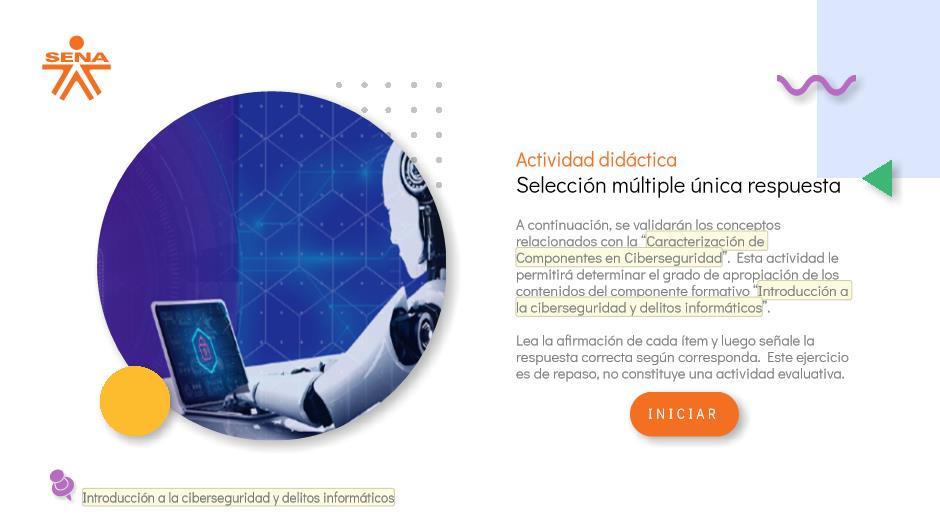 SENA
Actividad didáctica
Selección múltiple única respuesta
A continuación, se validarán los conceptos
relacionados con la “Caracterización de
Componentes en Ciberseguridad”. Esta actividad le
permitirá determinar el grado de apropiación de los
contenidos del componente formativo “Introducción a
la ciberseguridad y delitos informáticos”.
Lea la afirmación de cada ítem y luego señale la
respuesta correcta según corresponda. Este ejercicio
es de repaso, no constituye una actividad evaluativa.
INICIAR
Introducción a la ciberseguridad y delitos informáticos